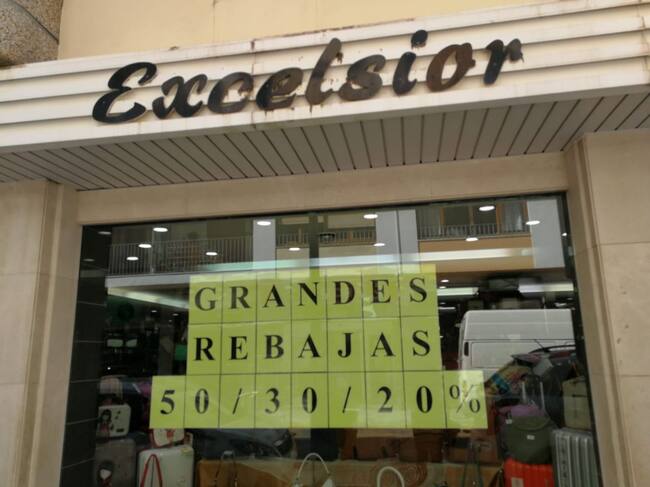 Excelsior
GRANDES
REBAJAS
50/30/20%